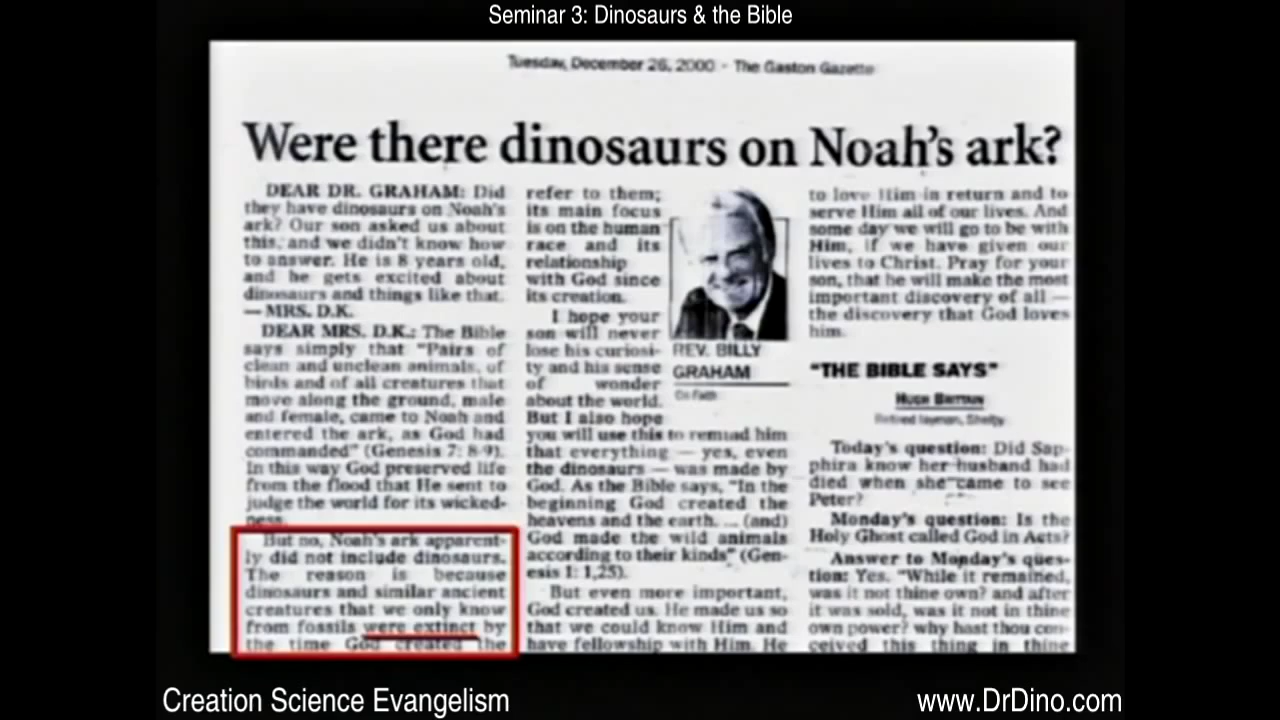 Seminar 3: Dinosaurs & the Bible
Tuesday, December 26, 2000 - The Gaston Gazette
Were there dinosaurs on Noah's ark?
DEAR DR. GRAHAM: Did
they have dinosaurs on Noah's
ark? Our son asked us about
this, and we didn't know how
to answer. He is 8 years old,
and he gets excited about
dinosaurs and things like that.
— MRS. D.K.
DEAR MRS. D.K.: The Bible
says simply that "Pairs of
clean and unclean animals, of
birds and of all creatures that
move along the ground, male
and female, came to Noah and
entered the ark, as God had
commanded" (Genesis 7: 8-9).
In this way God preserved life
from the flood that He sent to
judge the world for its wicked-
ness.
But no, Noah's ark apparent-
ly did not include dinosaurs.
The reason is because
dinosaurs and similar ancient
creatures that we only know
from fossils were extinct by
the time God created the
refer to them;
its main focus
is on the human
race and its
relationship
with God since
its creation.
I hope your
son will never
lose his curiosi-
ty and his sense
of wonder
about the world.
But I also hope
you will use this to remind him
that everything — yes, even
the dinosaurs — was made by
God. As the Bible says, "In the
beginning God created the
heavens and the earth. ... (and)
God made the wild animals
according to their kinds" (Gen-
esis 1: 1,25).
But even more important,
God created us. He made us so
that we could know Him and
have fellowship with Him. He
REV. BILLY
GRAHAM
On Faith
to love Him in return and to
serve Him all of our lives. And
some day we will go to be with
Him, if we have given our
lives to Christ. Pray for your
son, that he will make the most
important discovery of all —
the discovery that God loves
him.
"THE BIBLE SAYS"
HUGH BRITTAIN
Retired layman, Shelby
Today's question: Did Sap-
phira know her husband had
died when she came to see
Peter?
Monday's question: Is the
Holy Ghost called God in Acts?
Answer to Monday's ques-
tion: Yes. "While it remained,
was it not thine own? and after
it was sold, was it not in thine
own power? why hast thou con-
ceived this thing in thine
Creation Science Evangelism
www.DrDino.com